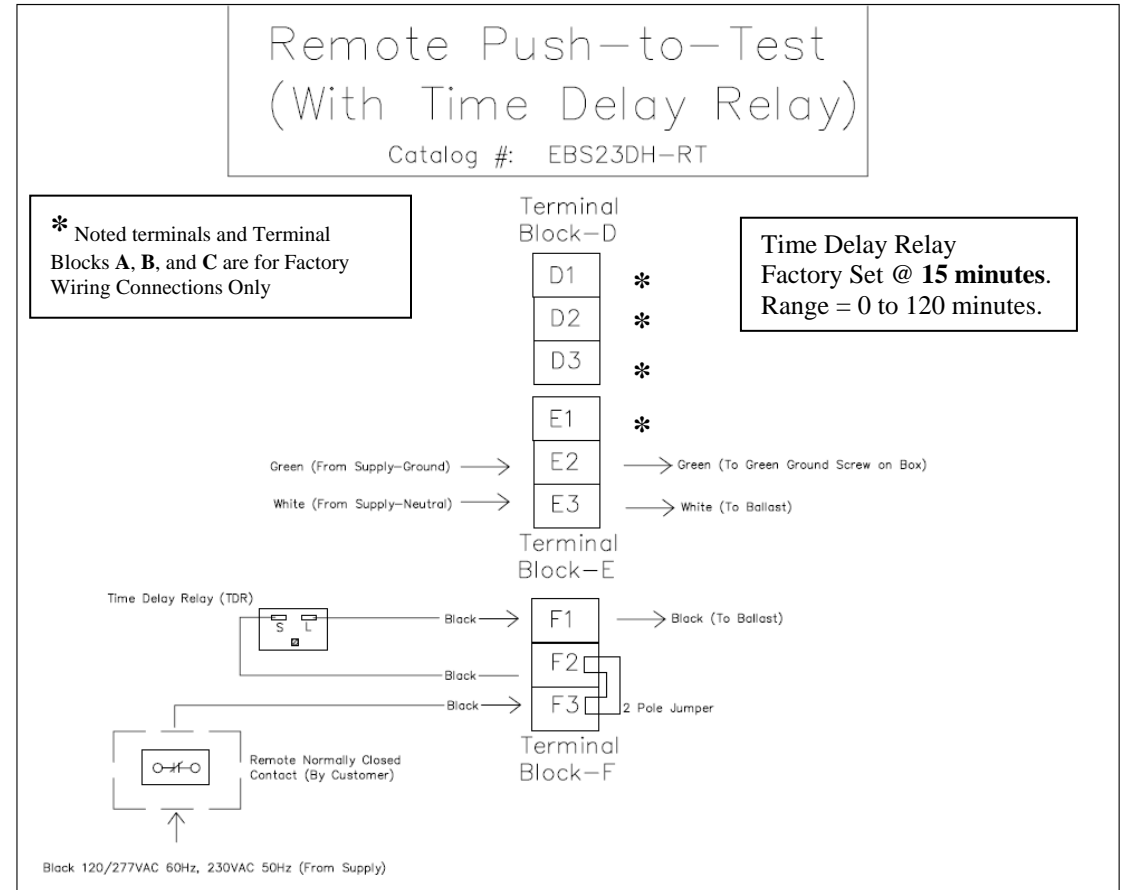 Remote Push-to-Test
(With Time Delay Relay)
Catalog #: EBS23DH-RT
* Noted terminals and Terminal
Blocks A, B, and C are for Factory
Wiring Connections Only
Time Delay Relay
Factory Set @ 15 minutes.
Range = 0 to 120 minutes.
Terminal
Block-D
D1 *
D2 *
D3 *
E1 *
Green (From Supply-Ground) E2 Green (To Green Ground Screw on Box)
White (From Supply-Neutral) E3 White (To Ballast)
Terminal
Block-E
Time Delay Relay (TDR)
S L
Black F1 Black (To Ballast)
Black F2
Black F3 2 Pole Jumper
Terminal
Block-F
Remote Normally Closed
Contact (By Customer)
Black 120/277VAC 60Hz, 230VAC 50Hz (From Supply)